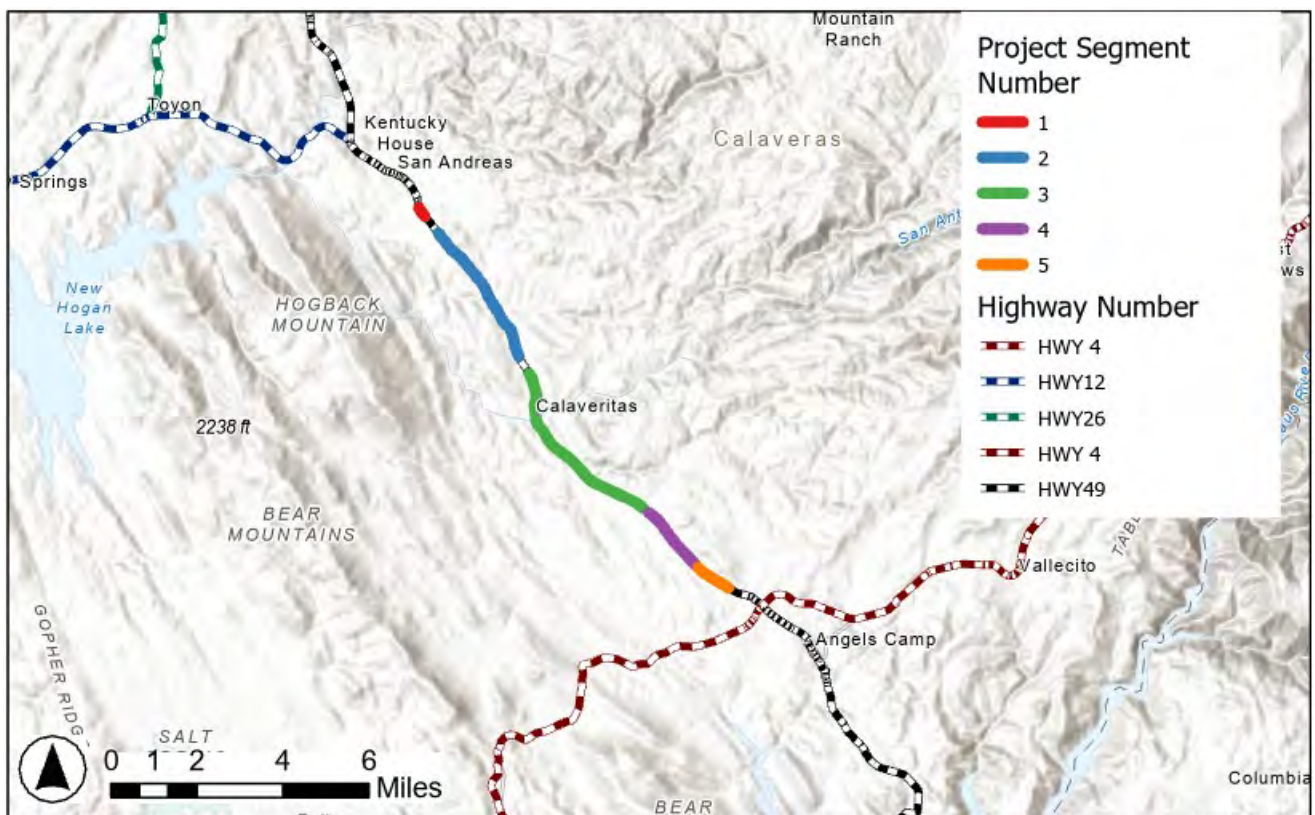 Mountain
Ranch
Project Segment
Number
1
2
3
4
5
Highway Number
HWY 4
HWY12
HWY26
HWY 4
HWY49
Toyon
Kentucky
House
San Andreas
Calaveras
Springs
San Ant
New
Hogan
Lake
HOGBACK
MOUNTAIN
Calaveritas
2238 ft
BEAR
MOUNTAINS
Vallecito
Angels Camp
GOPHER RIDG
SALT
0 1 2 4 6
Miles
BEAR
Columbia